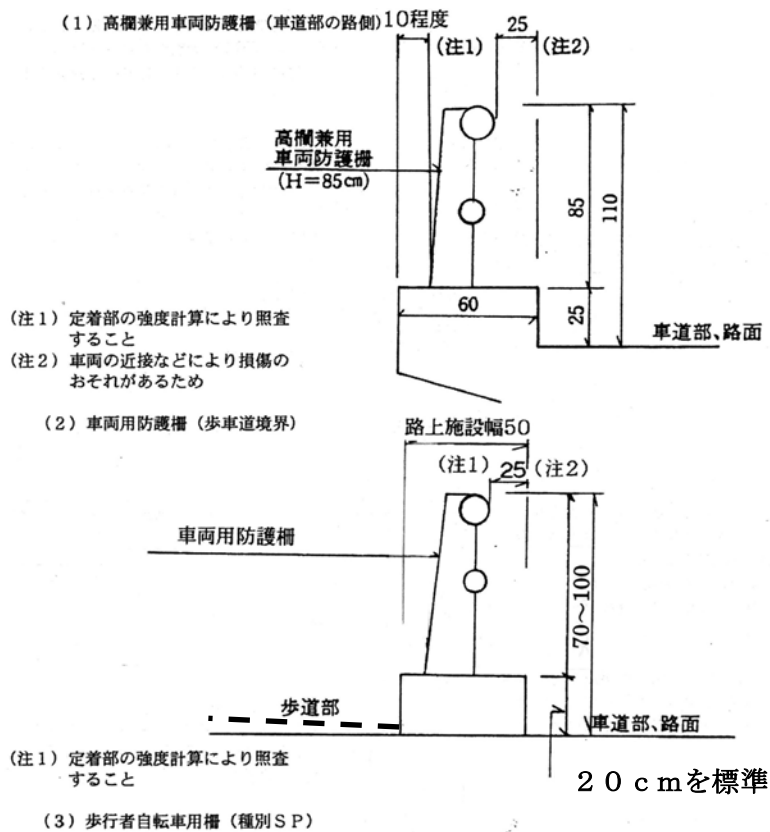 (1) 高欄兼用車両防護柵 (車道部の路側)
10程度
25
(注1)
(注2)
高欄兼用
車両防護柵
(H=85㎝)
85
110
60
25
車道部、路面
(注1) 定着部の強度計算により照査
すること
(注2) 車両の近接などにより損傷の
おそれがあるため
(2) 車両用防護柵 (歩車道境界)
路上施設幅50
(注1)
25
(注2)
車両用防護柵
70〜100
歩道部
車道部、路面
(注1) 定着部の強度計算により照査
すること
20cmを標準
(3) 歩行者自転車用柵 (種別SP)